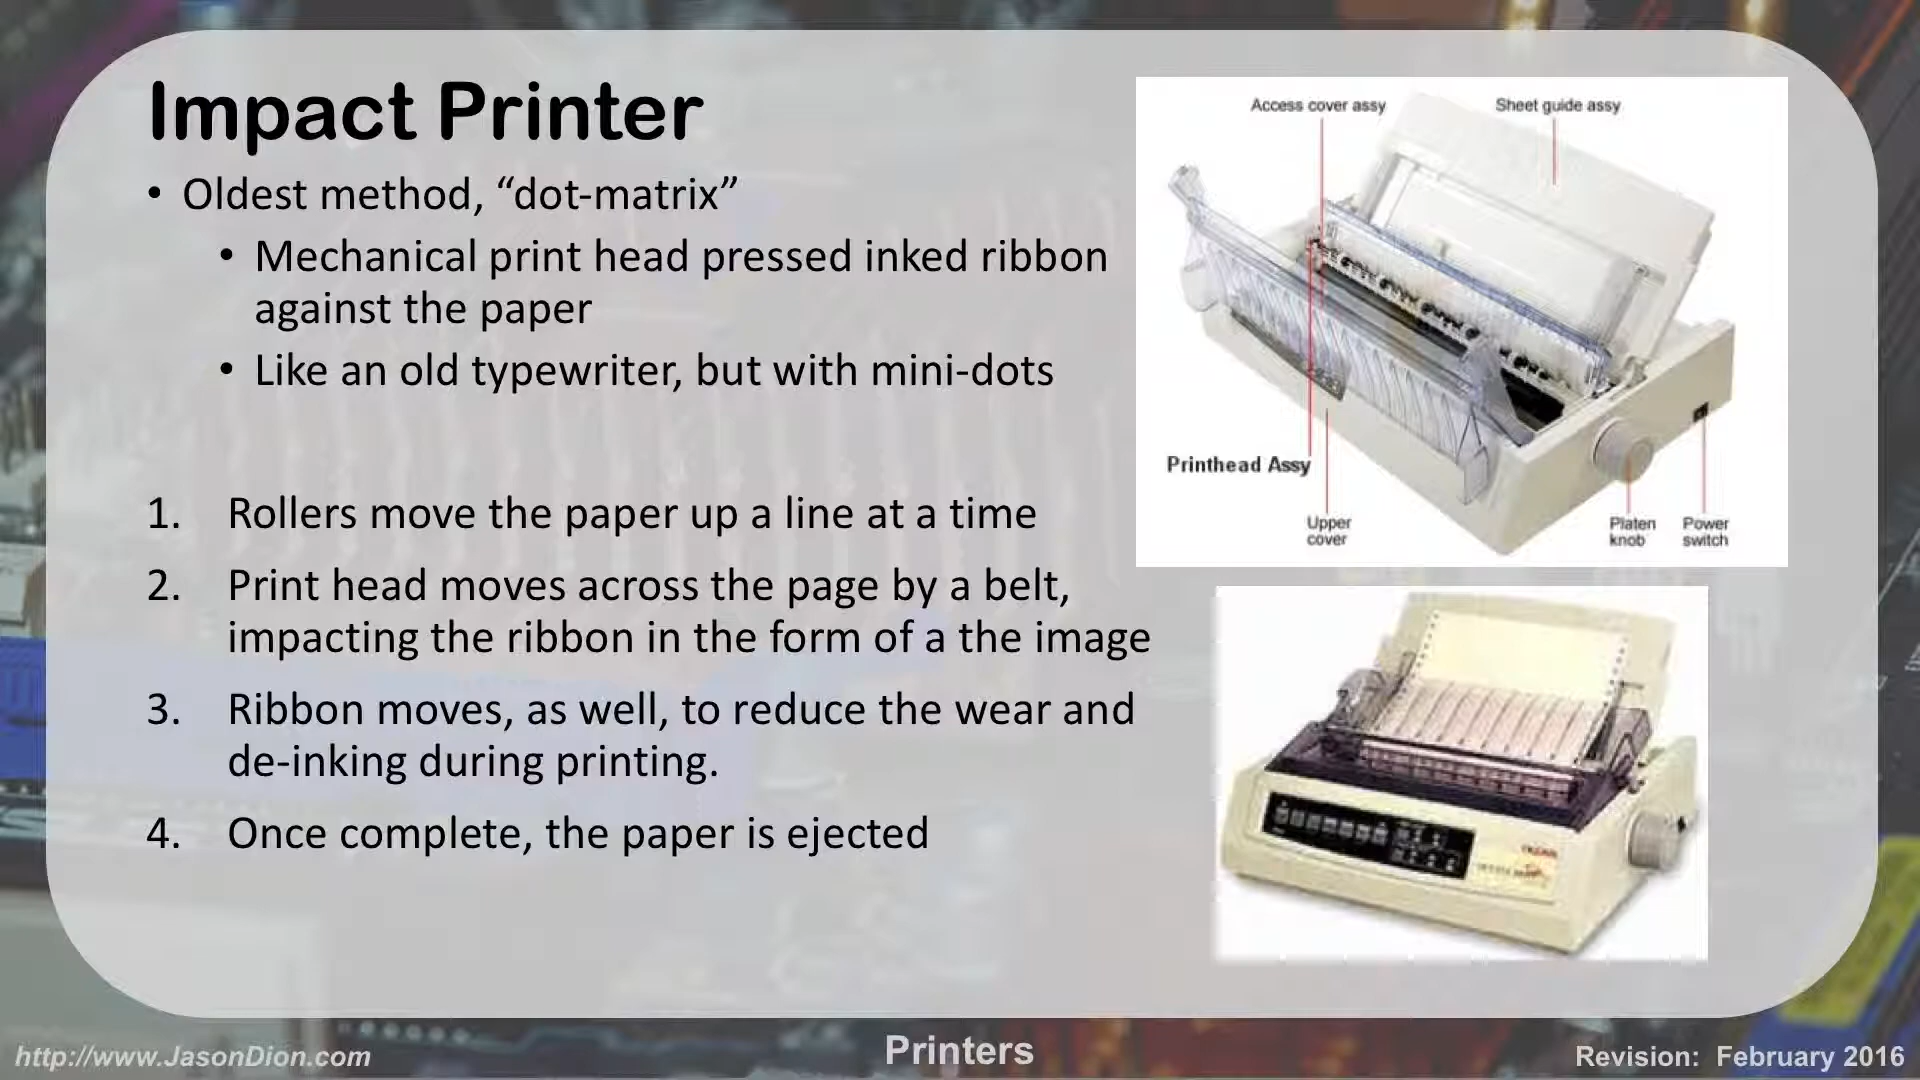 Impact Printer
• Oldest method, “dot-matrix”
• Mechanical print head pressed inked ribbon
against the paper
• Like an old typewriter, but with mini-dots
1. Rollers move the paper up a line at a time
2. Print head moves across the page by a belt,
impacting the ribbon in the form of a the image
3. Ribbon moves, as well, to reduce the wear and
de-inking during printing.
4. Once complete, the paper is ejected
Access cover assy
Sheet guide assy
Printhead Assy
Upper
cover
Platen
knob
Power
switch
http://www.JasonDion.com
Printers
Revision: February 2016